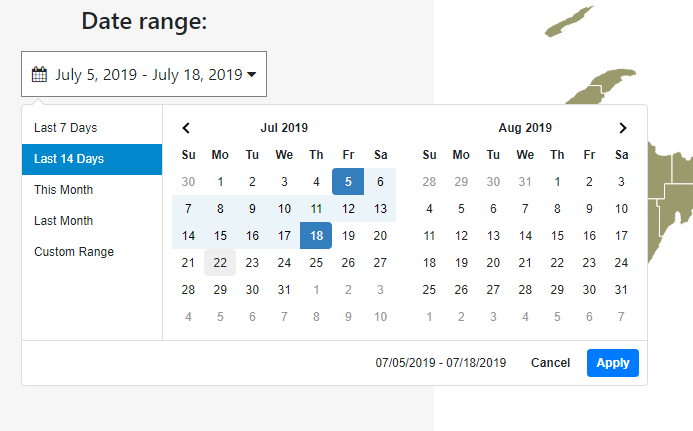 Date range:
July 5, 2019 - July 18, 2019
Last 7 Days
Last 14 Days
This Month
Last Month
Custom Range
Jul 2019
Su Mo Tu We Th Fr Sa
30 1 2 3 4 5 6
7 8 9 10 11 12 13
14 15 16 17 18 19 20
21 22 23 24 25 26 27
28 29 30 31 1 2 3
4 5 6 7 8 9 10
Aug 2019
Su Mo Tu We Th Fr Sa
28 29 30 31 1 2 3
4 5 6 7 8 9 10
11 12 13 14 15 16 17
18 19 20 21 22 23 24
25 26 27 28 29 30 31
1 2 3 4 5 6 7
07/05/2019 - 07/18/2019 Cancel Apply